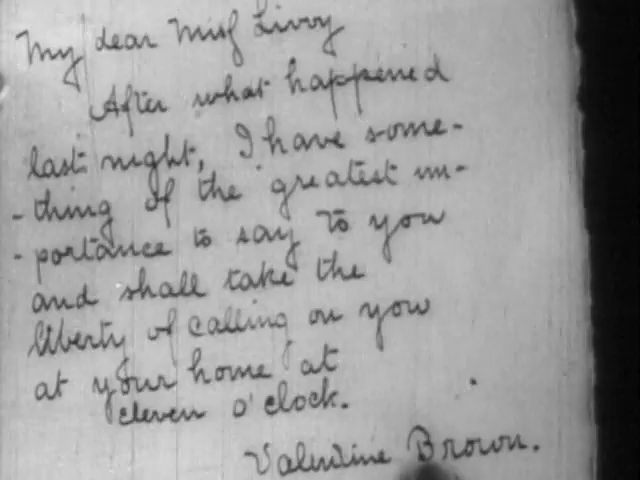 My dear Miss Livvy
After what happened
last night, I have some-
-thing of the greatest im-
-portance to say to you
and shall take the
liberty of calling on you
at your home at
eleven o'clock.
Valentine Brown.